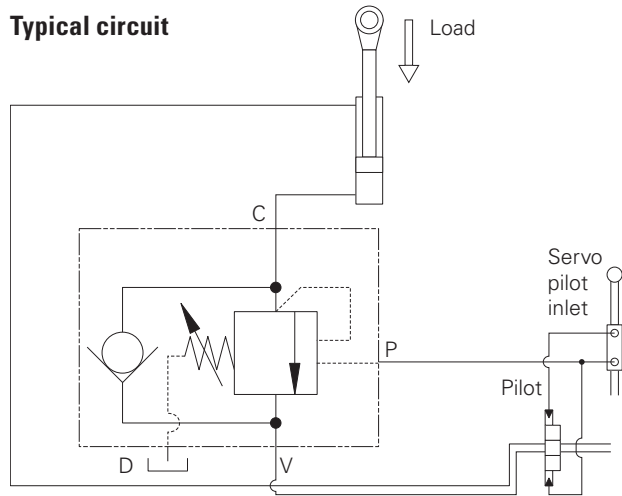 Typical circuit
Load
C
Servo
pilot
inlet
P
Pilot
D
V